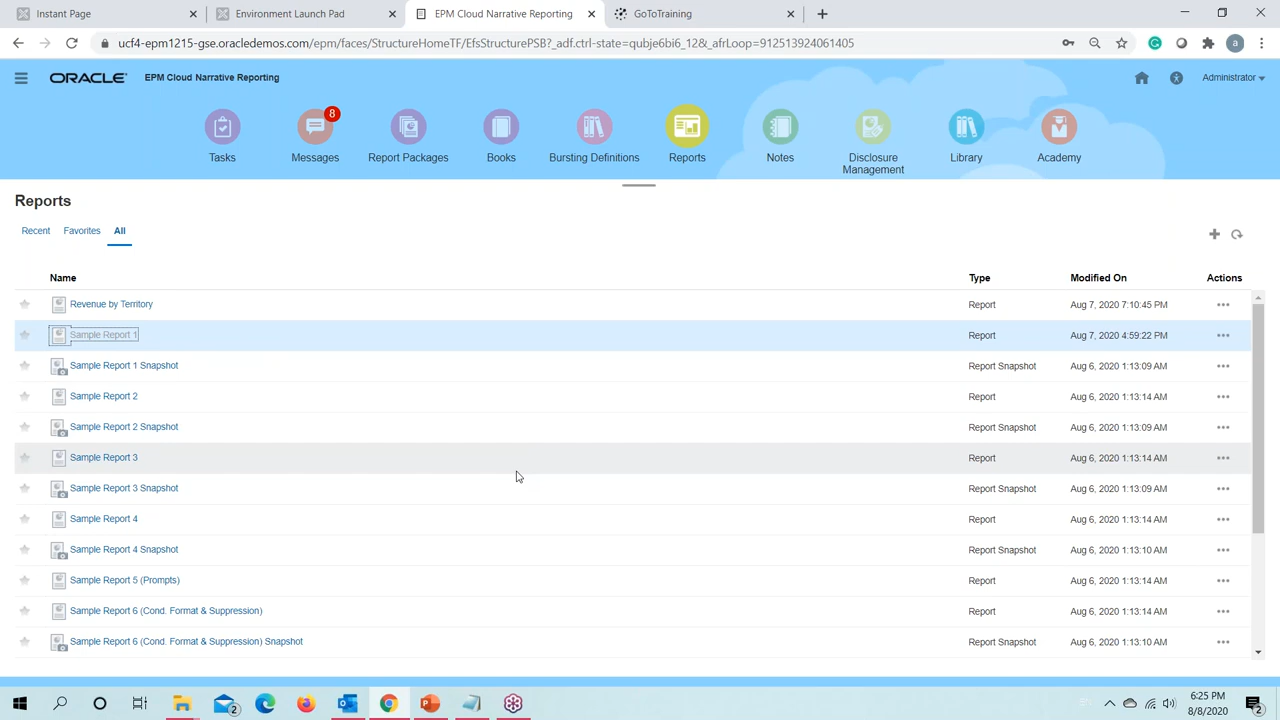 Instant Page
Environment Launch Pad
EPM Cloud Narrative Reporting
GoToTraining
ucf4-epm1215-gse.oracledemos.com/epm/faces/StructureHomeTF/EfsStructurePSB?_adf.ctrl-state=qubje6bi6_12&_afrLoop=912513924061405
a
ORACLE
EPM Cloud Narrative Reporting
Administrator
8
Tasks
Messages
Report Packages
Books
Bursting Definitions
Reports
Notes
Disclosure
Management
Library
Academy
Reports
Recent Favorites All
Name Type Modified On Actions
Revenue by Territory Report Aug 7, 2020 7:10:45 PM
Sample Report 1 Report Aug 7, 2020 4:59:22 PM
Sample Report 1 Snapshot Report Snapshot Aug 6, 2020 1:13:09 AM
Sample Report 2 Report Aug 6, 2020 1:13:14 AM
Sample Report 2 Snapshot Report Snapshot Aug 6, 2020 1:13:09 AM
Sample Report 3 Report Aug 6, 2020 1:13:14 AM
Sample Report 3 Snapshot Report Snapshot Aug 6, 2020 1:13:09 AM
Sample Report 4 Report Aug 6, 2020 1:13:14 AM
Sample Report 4 Snapshot Report Snapshot Aug 6, 2020 1:13:10 AM
Sample Report 5 (Prompts) Report Aug 6, 2020 1:13:14 AM
Sample Report 6 (Cond. Format & Suppression) Report Aug 6, 2020 1:13:14 AM
Sample Report 6 (Cond. Format & Suppression) Snapshot Report Snapshot Aug 6, 2020 1:13:10 AM
2
6:25 PM
8/8/2020
2